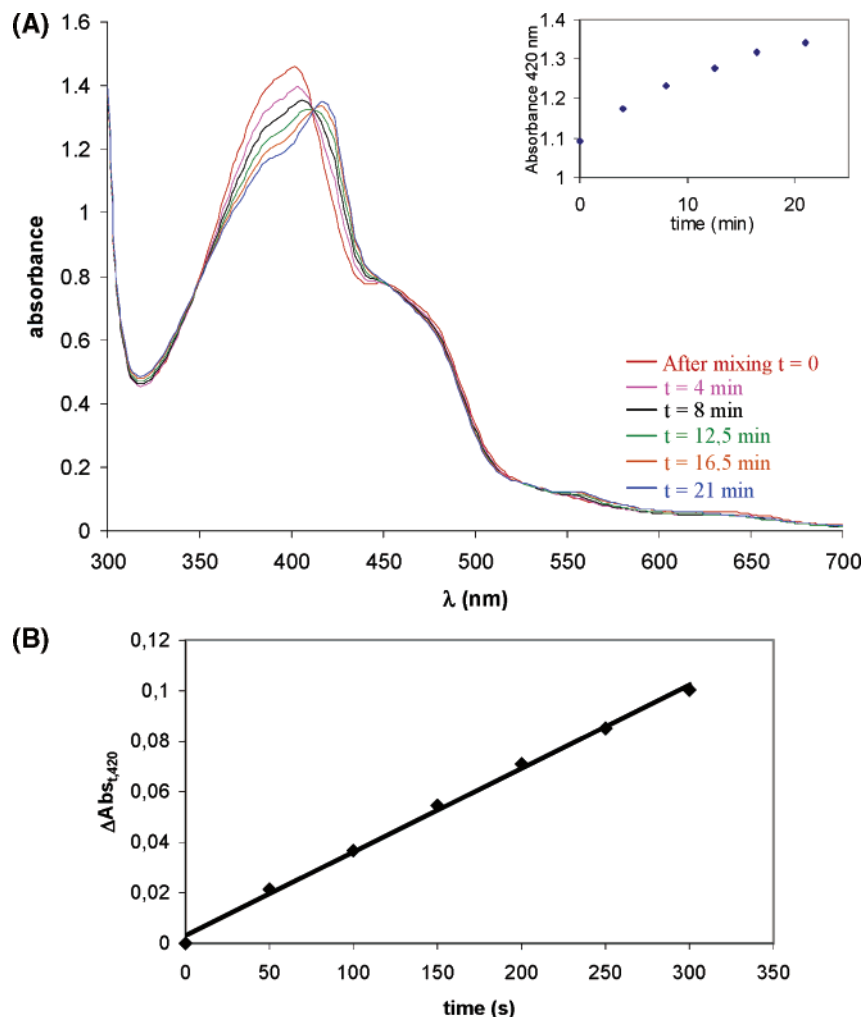 (A)
1.6
1.4
1.2
1
0.8
0.6
0.4
0.2
0
absorbance
300 350 400 450 500 550 600 650 700
λ (nm)
1.4
1.3
1.2
1.1
1
Absorbance 420 nm
0 10 20
time (min)
After mixing t = 0
t = 4 min
t = 8 min
t = 12,5 min
t = 16,5 min
t = 21 min
(B)
0,12
0,1
0,08
0,06
0,04
0,02
0
ΔAbst,420
0 50 100 150 200 250 300 350
time (s)